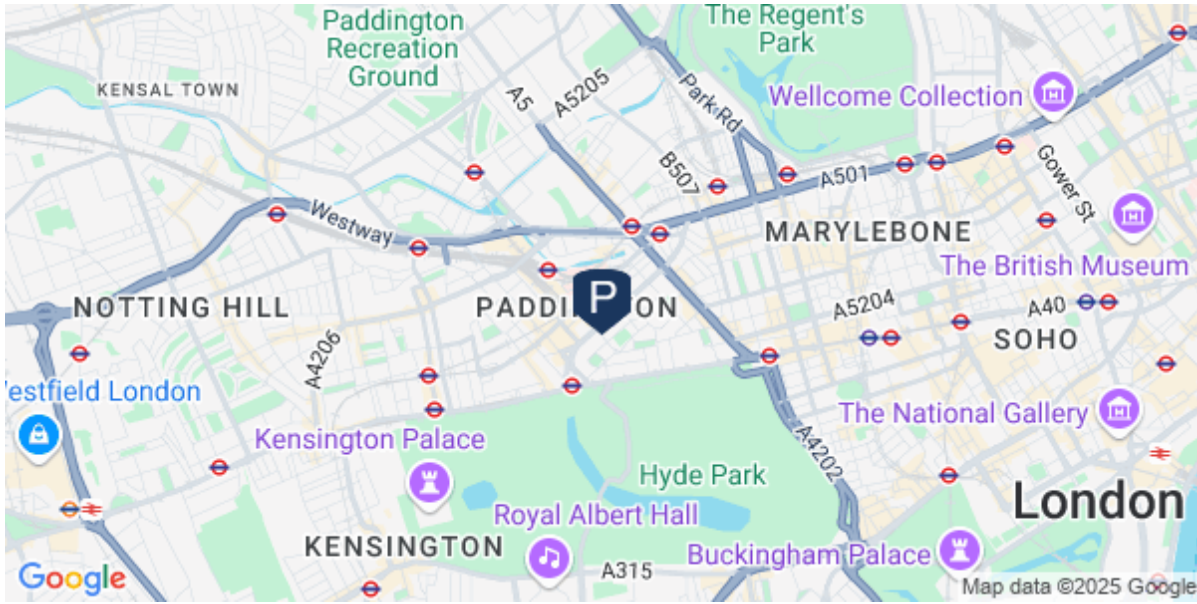 Paddington
Recreation
Ground
The Regent's
Park
KENSAL TOWN
A5
A5205
Park Rd
Wellcome Collection
B507
A501
Gower St
Westway
MARYLEBONE
The British Museum
NOTTING HILL
P
A5204
A40
SOHO
A4206
estfield London
The National Gallery
Kensington Palace
A4202
Hyde Park
London
Royal Albert Hall
KENSINGTON
Buckingham Palace
A315
Google
Map data ©2025 Google